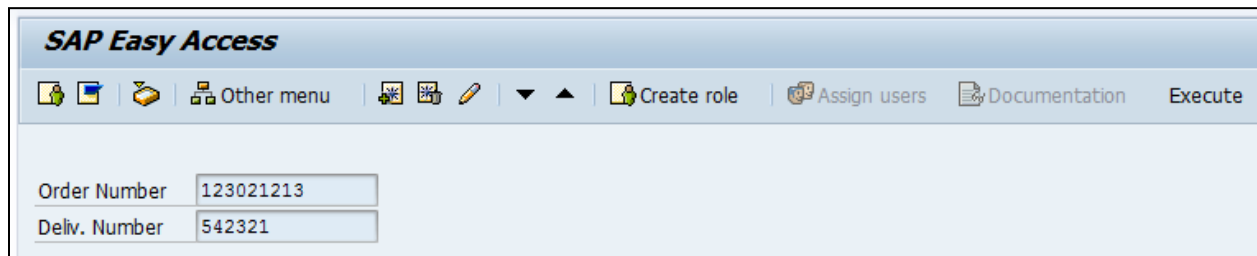 SAP Easy Access
Other menu Create role Assign users Documentation Execute
Order Number 123021213
Deliv. Number 542321